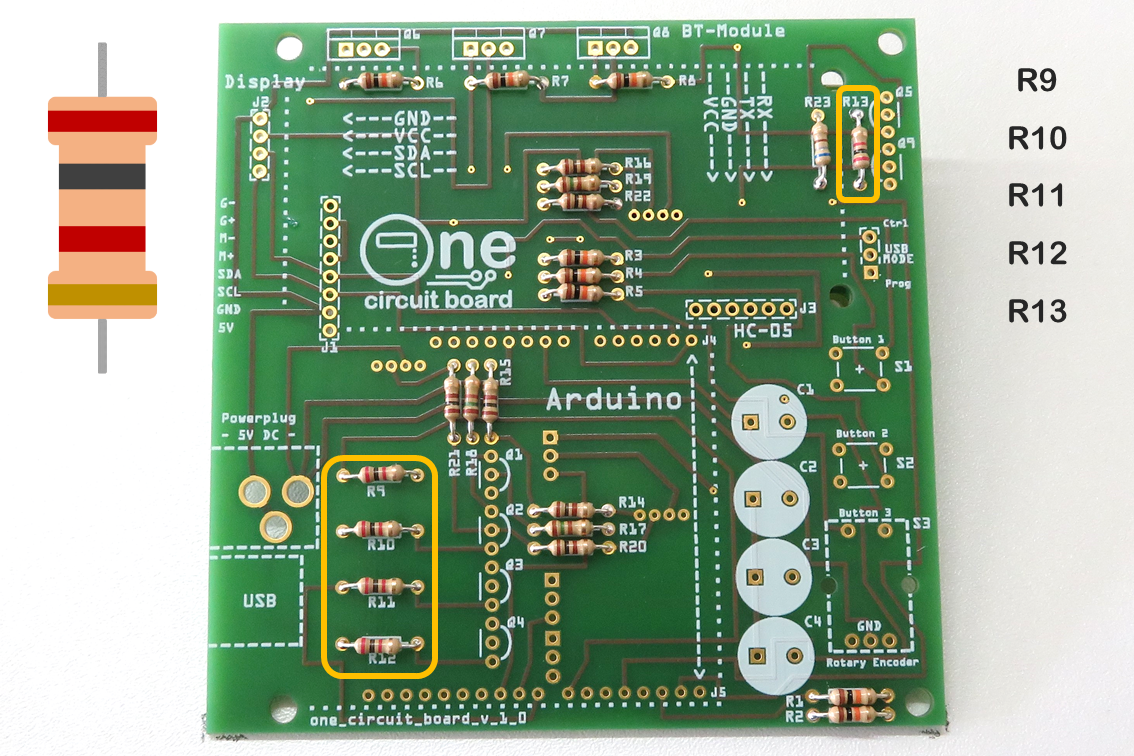 Q6
Q7
Q8
BT-Module
R6
R7
R8
Display
J2
<---GND---
<---VCC---
<---SDA---
<---SCL---
VCC
GND
TX
RX
R23
R13
Q5
Q9
R16
R19
R22
G-
G+
M-
M+
SDA
SCL
GND
5V
J1
One
circuit board
R3
R4
R5
Ctrl
USB
MODE
Prog
J3
HC-05
J4
Button 1
S1
R15
Arduino
C1
Powerplug
- 5V DC -
R21
R18
Q1
Button 2
S2
C2
R9
R10
R11
R12
Q2
Q3
Q4
R14
R17
R20
Button 3
S3
C3
C4
USB
GND
Rotary Encoder
J5
R1
R2
one_circuit_board_v_1_0
R9
R10
R11
R12
R13